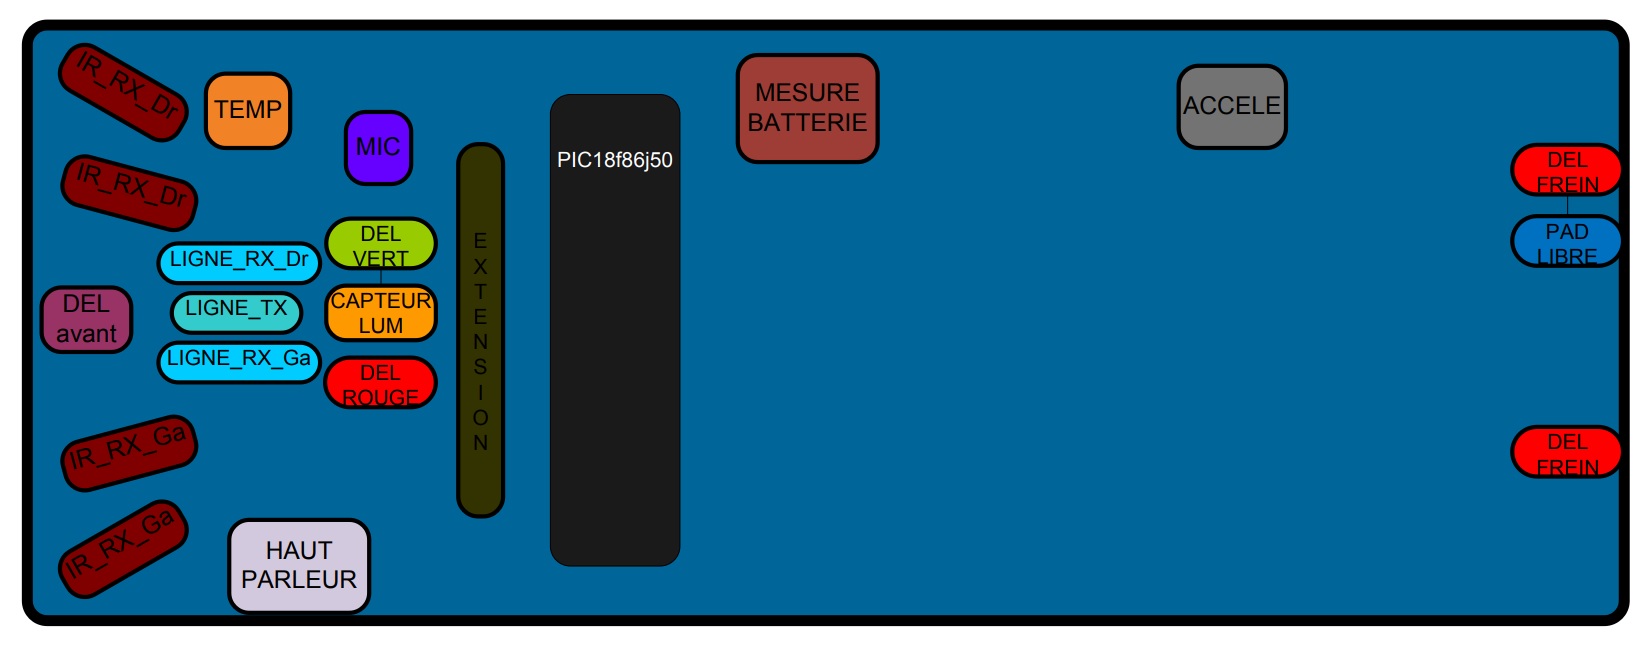 IR_RX_Dr
TEMP
MIC
PIC18f86j50
MESURE
BATTERIE
ACCELE
IR_RX_Dr
DEL
FREIN
PAD
LIBRE
LIGNE_RX_Dr
DEL
VERT
E
X
T
E
N
S
I
O
N
DEL
avant
LIGNE_TX
CAPTEUR
LUM
LIGNE_RX_Ga
DEL
ROUGE
IR_RX_Ga
DEL
FREIN
IR_RX_Ga
HAUT
PARLEUR